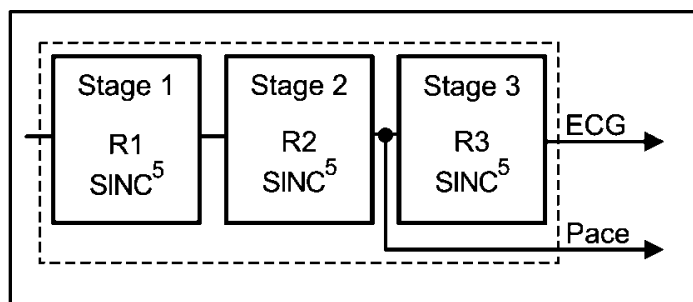 Stage 1
R1
SINC⁵
Stage 2
R2
SINC⁵
Stage 3
R3
SINC⁵
ECG
Pace